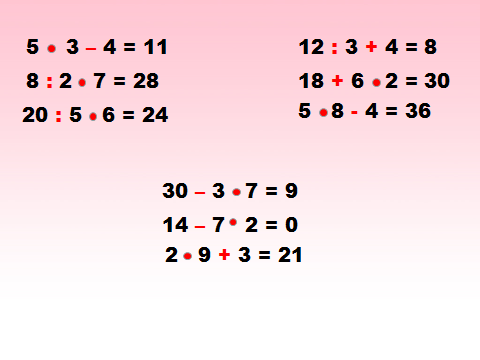 5 • 3 – 4 = 11
8 : 2 • 7 = 28
20 : 5 • 6 = 24
12 : 3 + 4 = 8
18 + 6 • 2 = 30
5 • 8 - 4 = 36
30 – 3 • 7 = 9
14 – 7 • 2 = 0
2 • 9 + 3 = 21